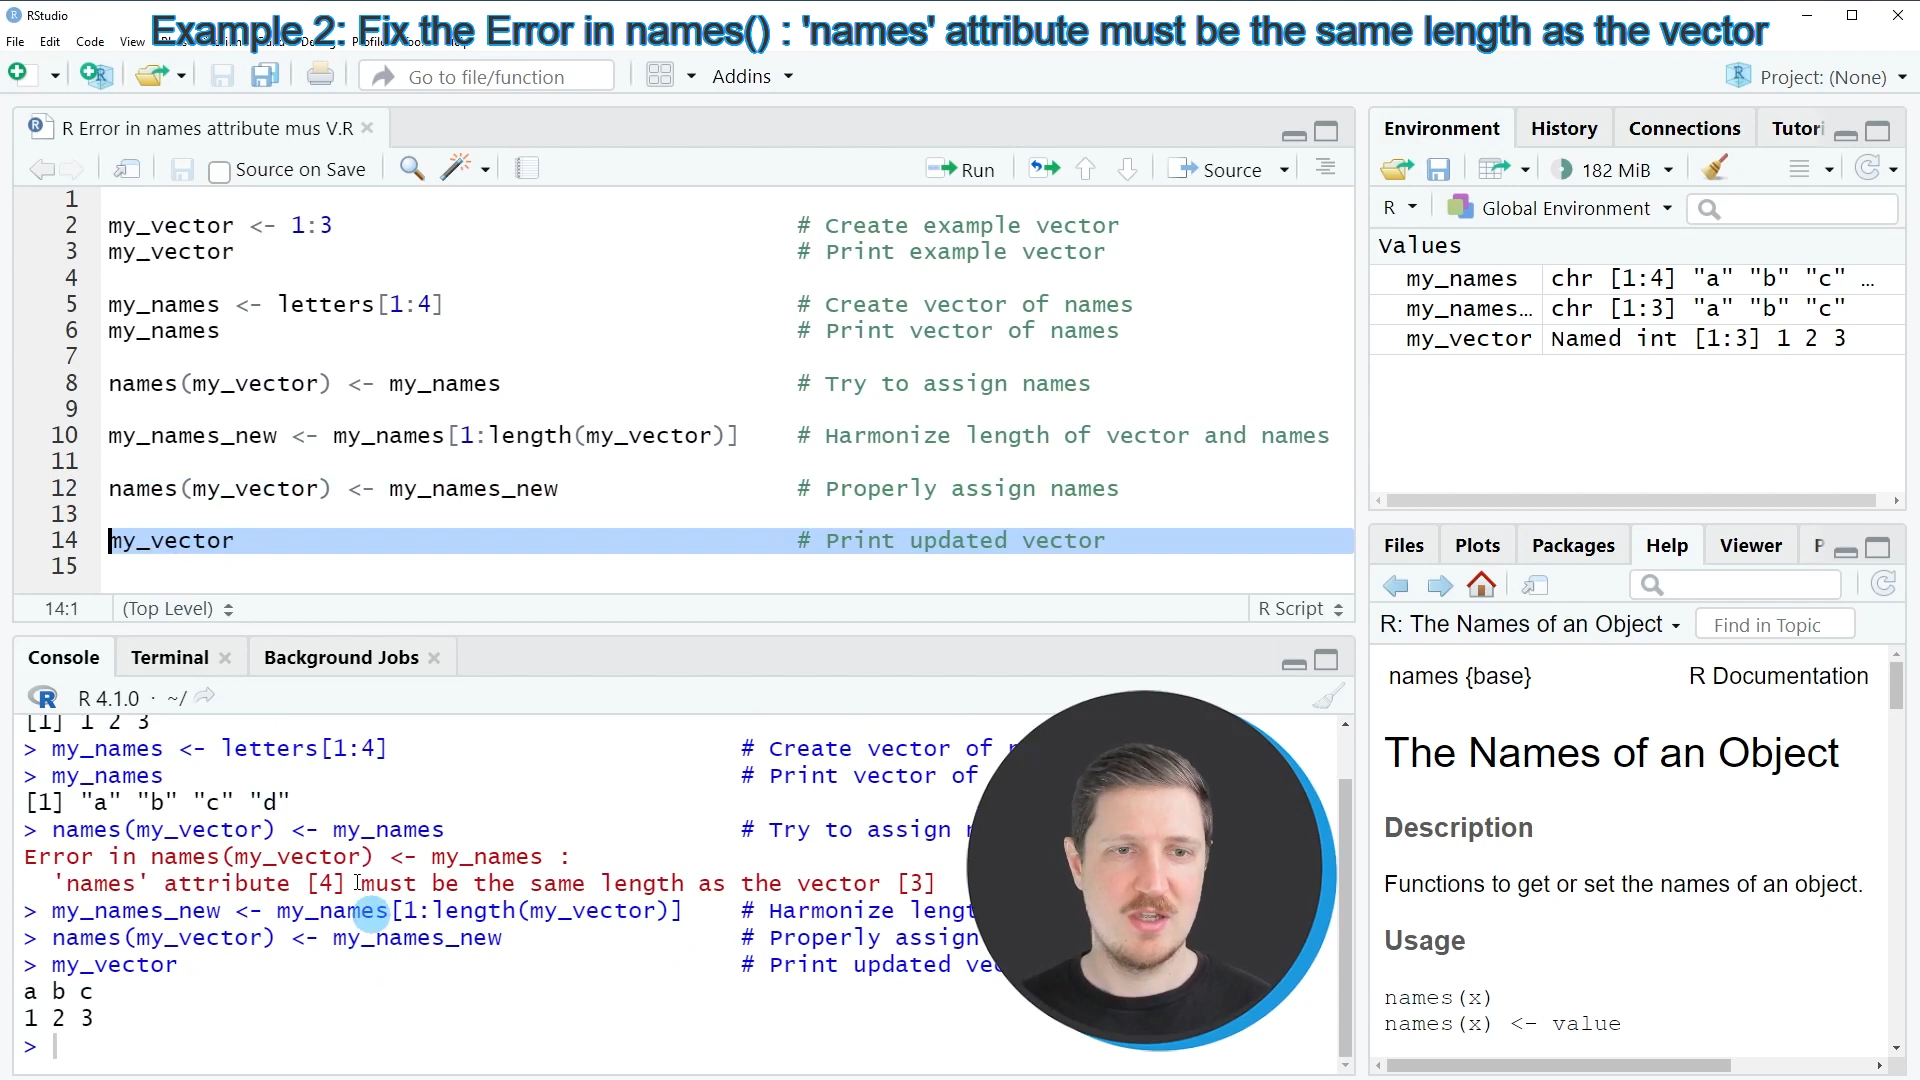 RStudio
Example 2: Fix the Error in names() : 'names' attribute must be the same length as the vector
File Edit Code View
Go to file/function
Addins
Project: (None)
R Error in names attribute mus V.R
Source on Save
Run
Source
1
2 my_vector <- 1:3 # Create example vector
3 my_vector # Print example vector
4
5 my_names <- letters[1:4] # Create vector of names
6 my_names # Print vector of names
7
8 names(my_vector) <- my_names # Try to assign names
9
10 my_names_new <- my_names[1:length(my_vector)] # Harmonize length of vector and names
11
12 names(my_vector) <- my_names_new # Properly assign names
13
14 my_vector # Print updated vector
15
14:1 (Top Level) R Script
Console Terminal Background Jobs
R 4.1.0 · ~/
[1] 1 2 3
> my_names <- letters[1:4] # Create vector of
> my_names # Print vector of
[1] "a" "b" "c" "d"
> names(my_vector) <- my_names # Try to assign
Error in names(my_vector) <- my_names :
'names' attribute [4] must be the same length as the vector [3]
> my_names_new <- my_names[1:length(my_vector)] # Harmonize lengt
> names(my_vector) <- my_names_new # Properly assign
> my_vector # Print updated vec
a b c
1 2 3
>
Environment History Connections Tutori
182 MiB
R Global Environment
Values
my_names chr [1:4] "a" "b" "c" ...
my_names… chr [1:3] "a" "b" "c"
my_vector Named int [1:3] 1 2 3
Files Plots Packages Help Viewer P
R: The Names of an Object Find in Topic
names {base} R Documentation
The Names of an Object
Description
Functions to get or set the names of an object.
Usage
names(x)
names(x) <- value